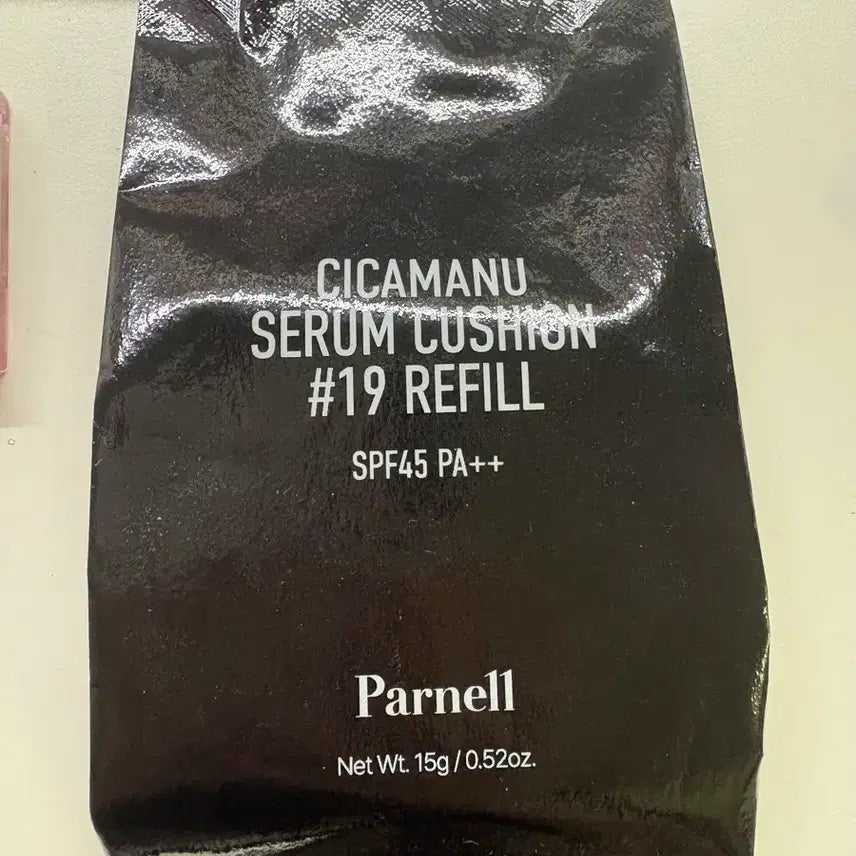 CICAMANU
SERUM CUSHION
#19 REFILL
SPF45 PA++
Parnell
Net Wt. 15g / 0.52oz.